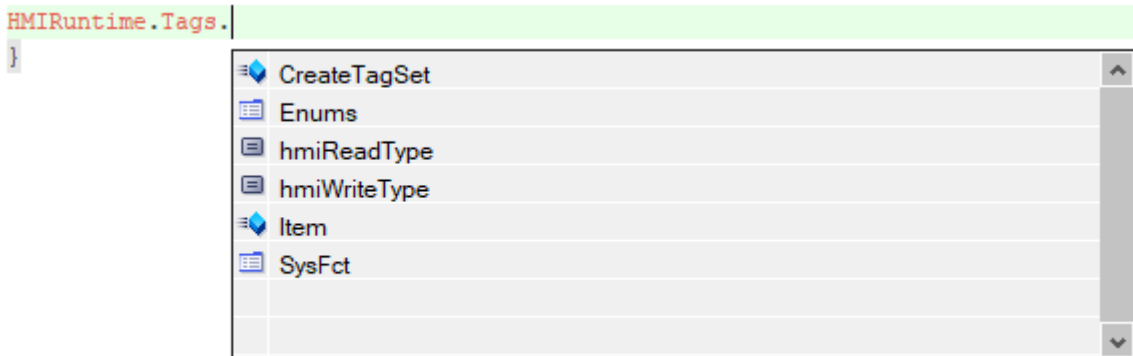 HMIRuntime.Tags.
}
CreateTagSet
Enums
hmiReadType
hmiWriteType
Item
SysFct